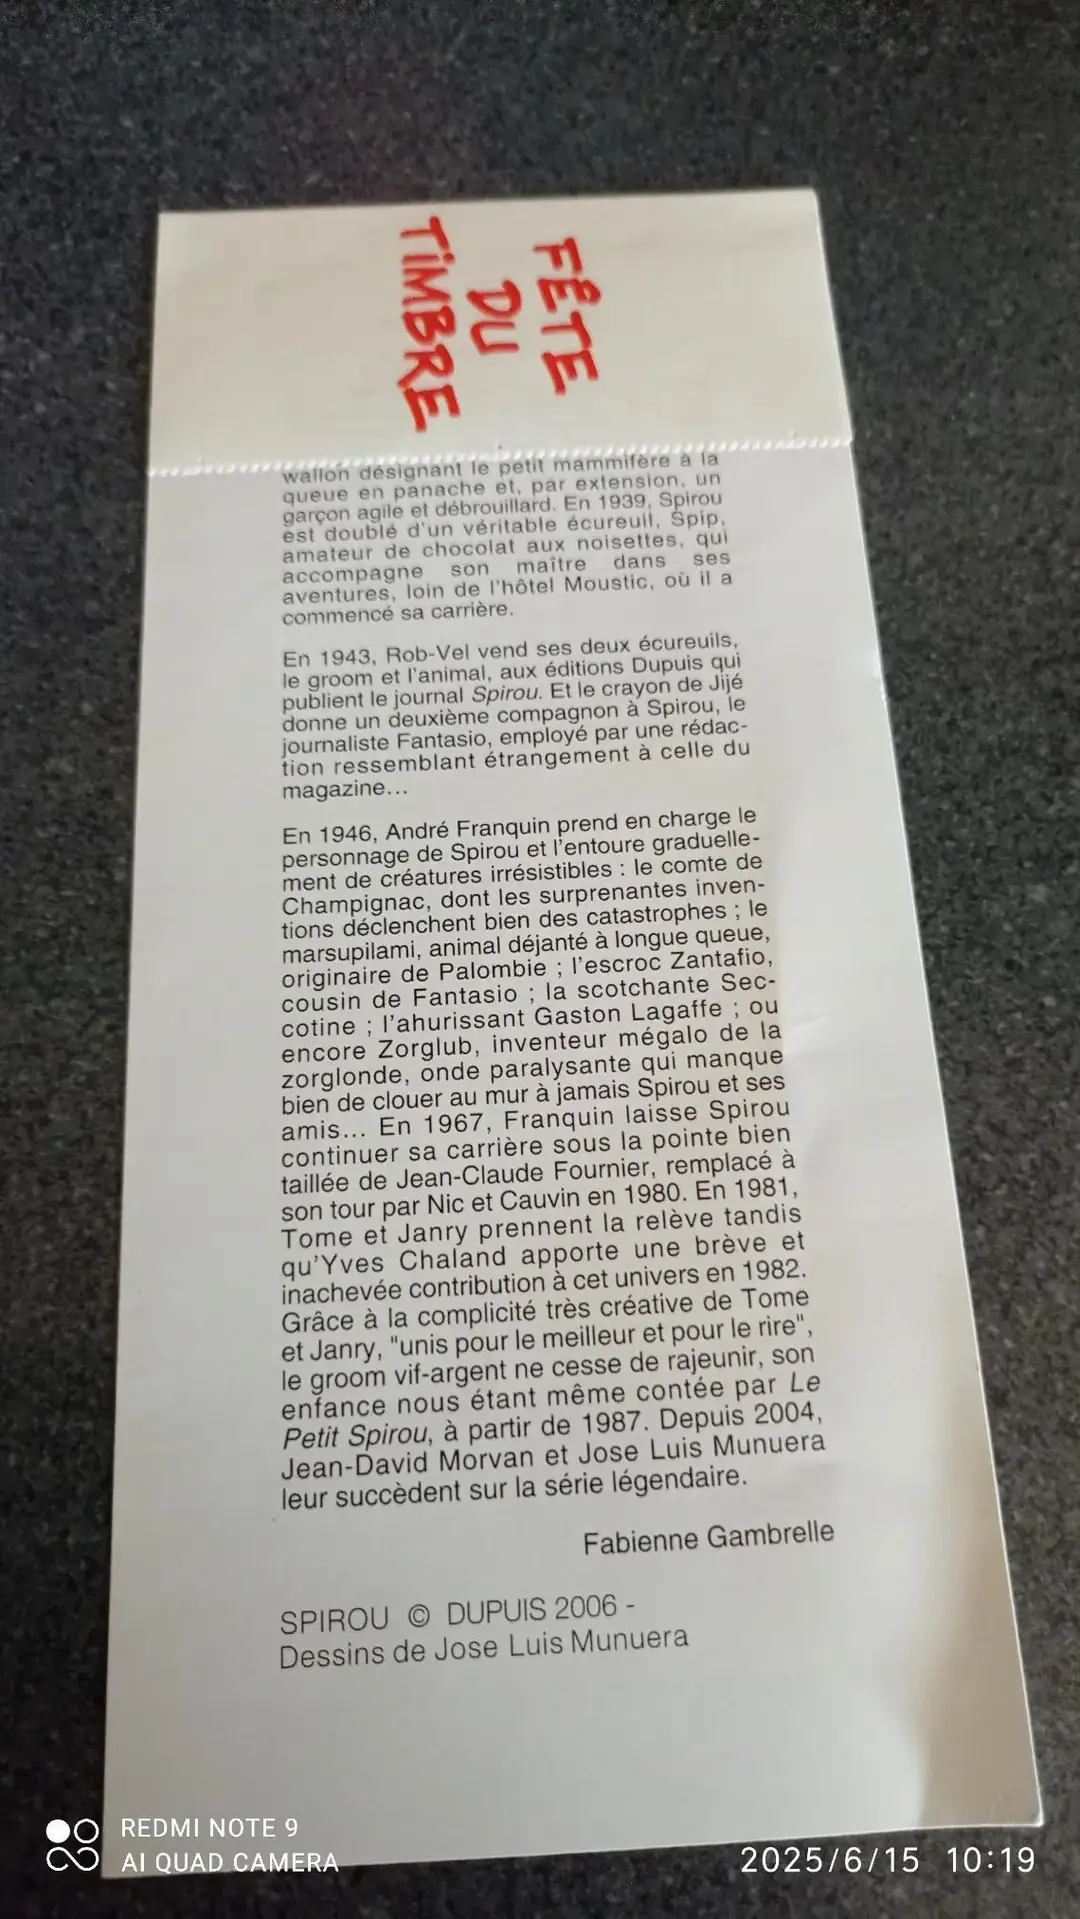 FÊTE
DU
TiMBRE
wallon désignant le petit mammifère à la
queue en panache et, par extension, un
garçon agile et débrouillard. En 1939, Spirou
est doublé d'un véritable écureuil, Spip,
amateur de chocolat aux noisettes, qui
accompagne son maître dans ses
aventures, loin de l'hôtel Moustic, où il a
commencé sa carrière.
En 1943, Rob-Vel vend ses deux écureuils,
le groom et l'animal, aux éditions Dupuis qui
publient le journal Spirou. Et le crayon de Jijé
donne un deuxième compagnon à Spirou, le
journaliste Fantasio, employé par une rédac-
tion ressemblant étrangement à celle du
magazine...
En 1946, André Franquin prend en charge le
personnage de Spirou et l'entoure graduelle-
ment de créatures irrésistibles : le comte de
Champignac, dont les surprenantes inven-
tions déclenchent bien des catastrophes ; le
marsupilami, animal déjanté à longue queue,
originaire de Palombie ; l'escroc Zantafio,
cousin de Fantasio ; la scotchante Sec-
cotine ; l'ahurissant Gaston Lagaffe ; ou
encore Zorglub, inventeur mégalo de la
zorglonde, onde paralysante qui manque
bien de clouer au mur à jamais Spirou et ses
amis... En 1967, Franquin laisse Spirou
continuer sa carrière sous la pointe bien
taillée de Jean-Claude Fournier, remplacé à
son tour par Nic et Cauvin en 1980. En 1981,
Tome et Janry prennent la relève tandis
qu'Yves Chaland apporte une brève et
inachevée contribution à cet univers en 1982.
Grâce à la complicité très créative de Tome
et Janry, "unis pour le meilleur et pour le rire",
le groom vif-argent ne cesse de rajeunir, son
enfance nous étant même contée par Le
Petit Spirou, à partir de 1987. Depuis 2004,
Jean-David Morvan et Jose Luis Munuera
leur succèdent sur la série légendaire.
Fabienne Gambrelle
SPIROU © DUPUIS 2006 -
Dessins de Jose Luis Munuera
REDMI NOTE 9
AI QUAD CAMERA
2025/6/15 10:19